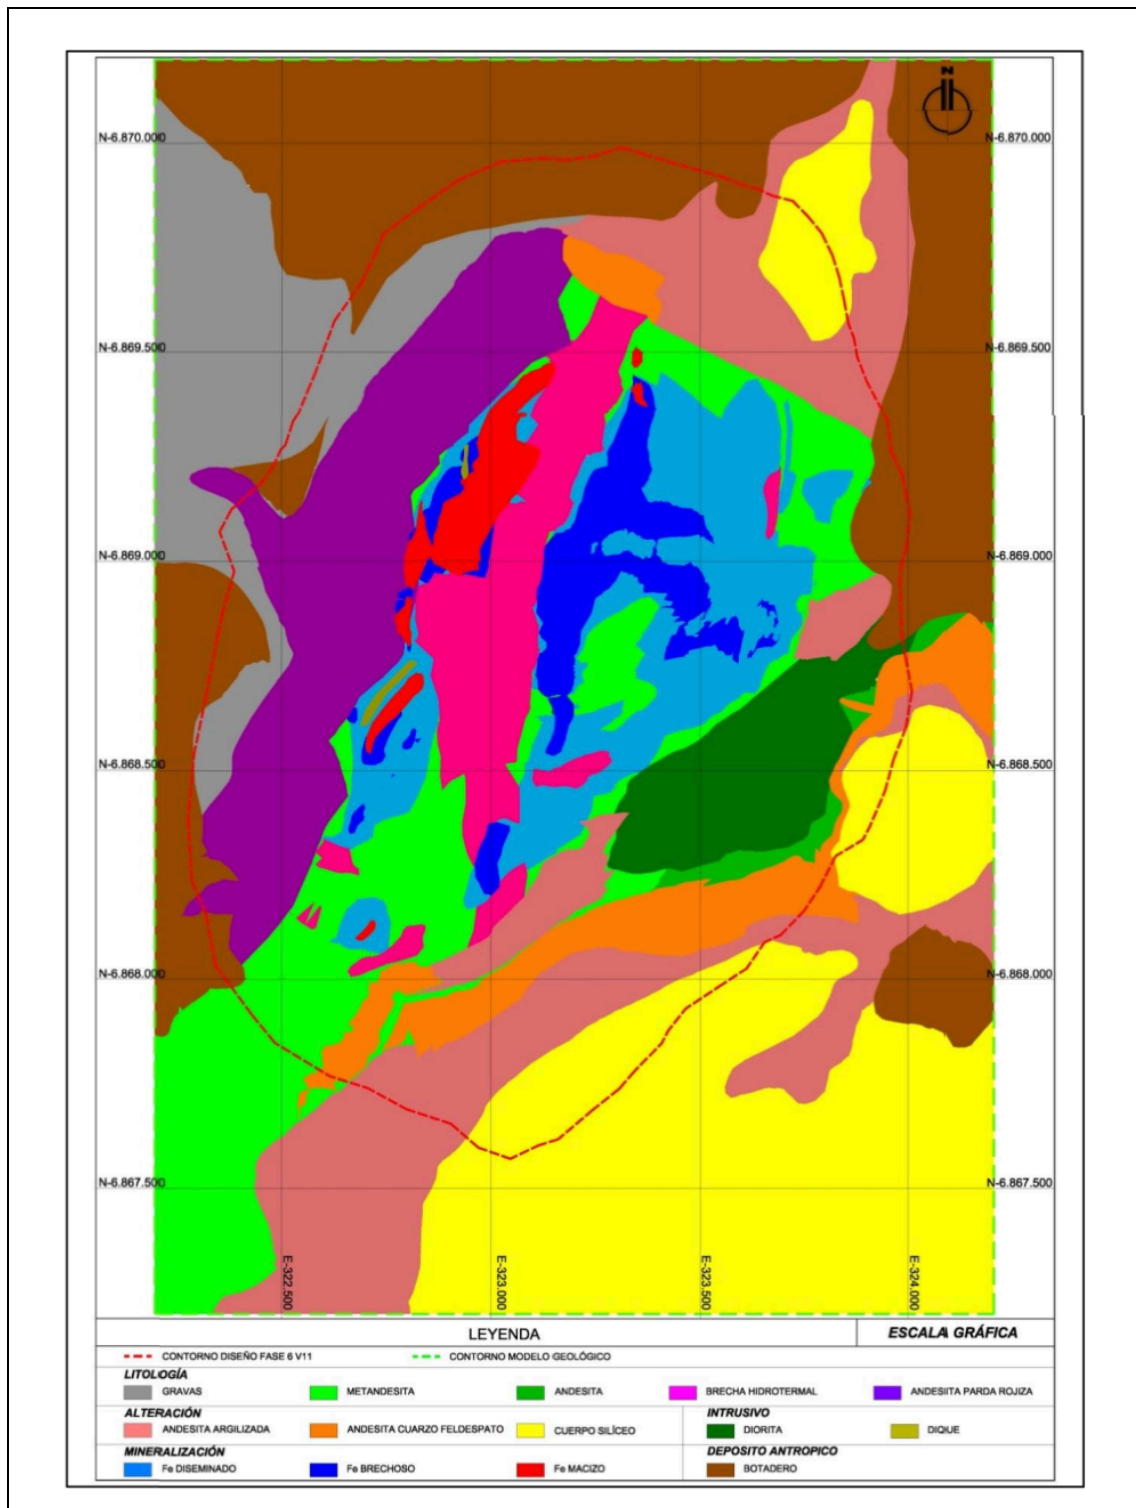 N
N-6.870.000 N-6.870.000
N-6.869.500 N-6.869.500
N-6.869.000 N-6.869.000
N-6.868.500 N-6.868.500
N-6.868.000 N-6.868.000
N-6.867.500 N-6.867.500
E-322.500 E-323.000 E-323.500 E-324.000
LEYENDA ESCALA GRÁFICA
CONTORNO DISEÑO FASE 6 V11 CONTORNO MODELO GEOLÓGICO
LITOLOGÍA
GRAVAS METANDESITA ANDESITA BRECHA HIDROTERMAL ANDESIITA PARDA ROJIZA
ALTERACIÓN INTRUSIVO
ANDESITA ARGILIZADA ANDESITA CUARZO FELDESPATO CUERPO SILÍCEO DIORITA DIQUE
MINERALIZACIÓN DEPOSITO ANTROPICO
Fe DISEMINADO Fe BRECHOSO Fe MACIZO BOTADERO